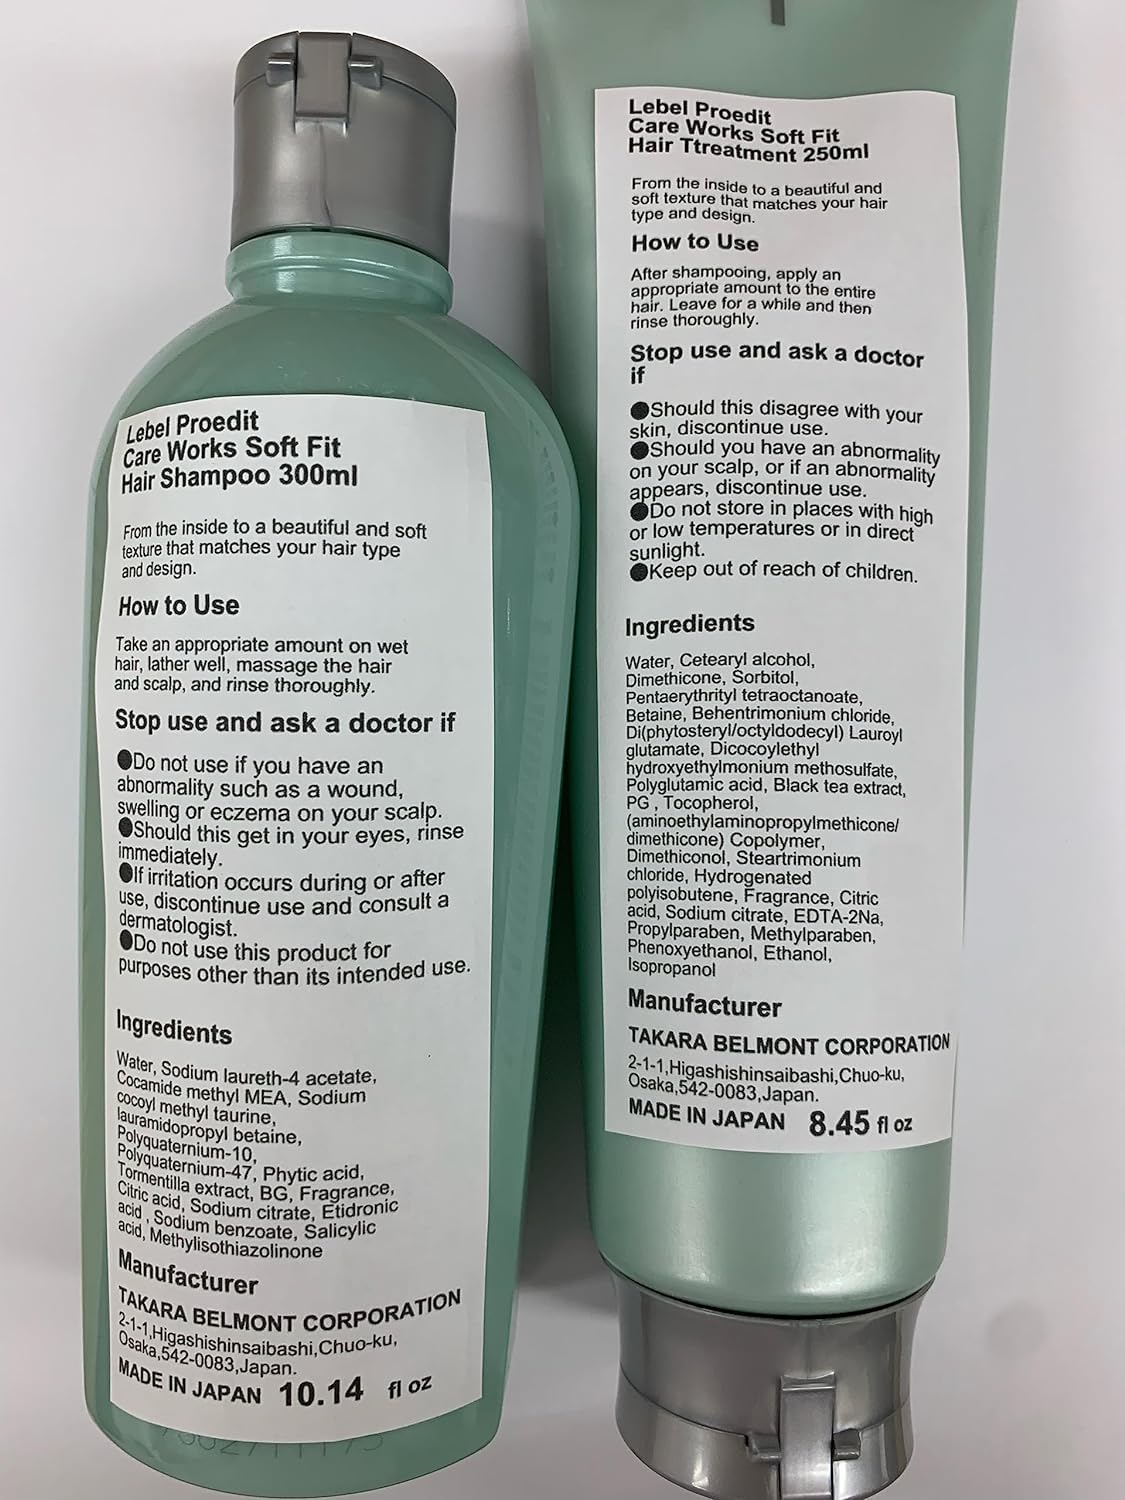 Lebel Proedit
Care Works Soft Fit
Hair Shampoo 300ml
From the inside to a beautiful and soft
texture that matches your hair type
and design.
How to Use
Take an appropriate amount on wet
hair, lather well, massage the hair
and scalp, and rinse thoroughly.
Stop use and ask a doctor if
●Do not use if you have an
abnormality such as a wound,
swelling or eczema on your scalp.
●Should this get in your eyes, rinse
immediately.
●If irritation occurs during or after
use, discontinue use and consult a
dermatologist.
●Do not use this product for
purposes other than its intended use.
Ingredients
Water, Sodium laureth-4 acetate,
Cocamide methyl MEA, Sodium
cocoyl methyl taurine,
lauramidopropyl betaine,
Polyquaternium-10,
Polyquaternium-47, Phytic acid,
Tormentilla extract, BG, Fragrance,
Citric acid, Sodium citrate, Etidronic
acid , Sodium benzoate, Salicylic
acid, Methylisothiazolinone
Manufacturer
TAKARA BELMONT CORPORATION
2-1-1,Higashishinsaibashi,Chuo-ku,
Osaka,542-0083,Japan.
MADE IN JAPAN 10.14 fl oz
Lebel Proedit
Care Works Soft Fit
Hair Ttreatment 250ml
From the inside to a beautiful and
soft texture that matches your hair
type and design.
How to Use
After shampooing, apply an
appropriate amount to the entire
hair. Leave for a while and then
rinse thoroughly.
Stop use and ask a doctor
if
●Should this disagree with your
skin, discontinue use.
●Should you have an abnormality
on your scalp, or if an abnormality
appears, discontinue use.
●Do not store in places with high
or low temperatures or in direct
sunlight.
●Keep out of reach of children.
Ingredients
Water, Cetearyl alcohol,
Dimethicone, Sorbitol,
Pentaerythrityl tetraoctanoate,
Betaine, Behentrimonium chloride,
Di(phytosteryl/octyldodecyl) Lauroyl
glutamate, Dicocoylethyl
hydroxyethylmonium methosulfate,
Polyglutamic acid, Black tea extract,
PG , Tocopherol,
(aminoethylaminopropylmethicone/
dimethicone) Copolymer,
Dimethiconol, Steartrimonium
chloride, Hydrogenated
polyisobutene, Fragrance, Citric
acid, Sodium citrate, EDTA-2Na,
Propylparaben, Methylparaben,
Phenoxyethanol, Ethanol,
Isopropanol
Manufacturer
TAKARA BELMONT CORPORATION
2-1-1,Higashishinsaibashi,Chuo-ku,
Osaka,542-0083,Japan.
MADE IN JAPAN 8.45 fl oz